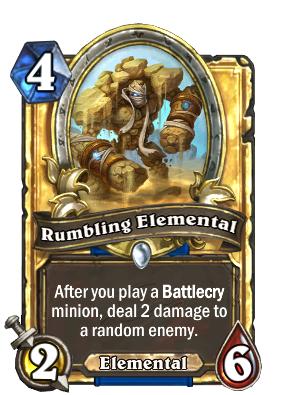 4
Rumbling Elemental
After you play a Battlecry
minion, deal 2 damage to
a random enemy.
Elemental
2
6